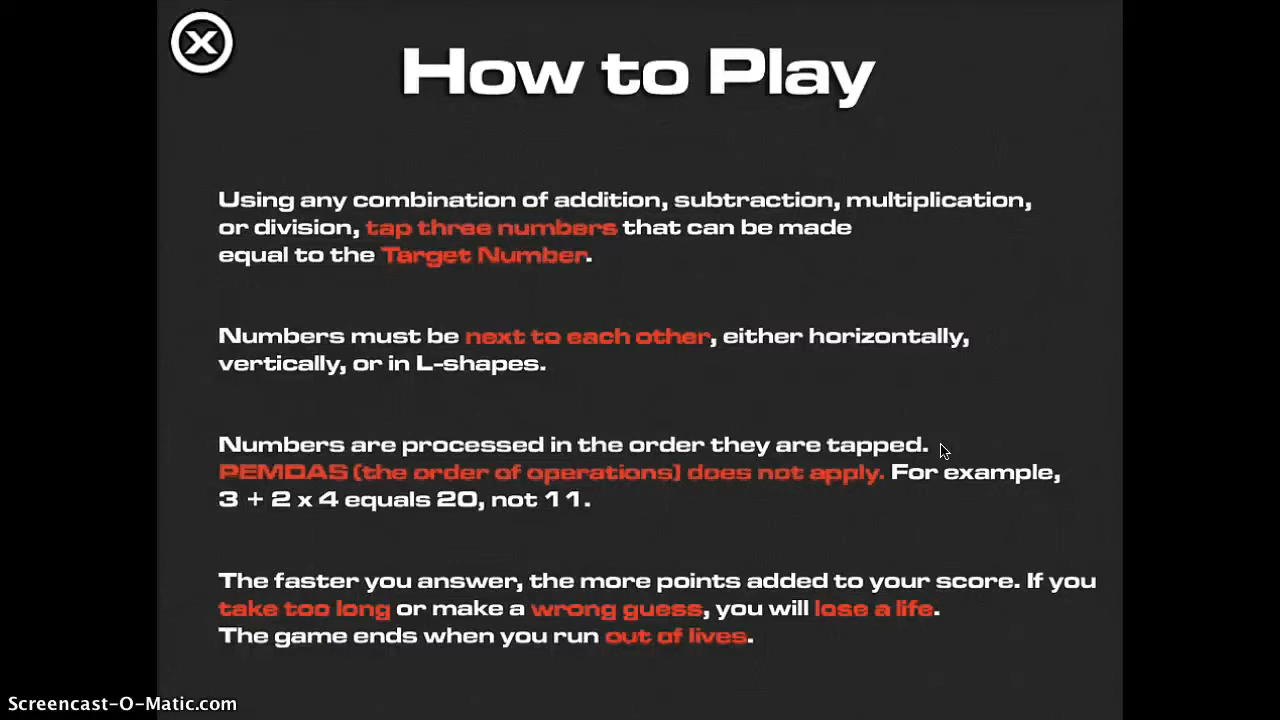 X
How to Play
Using any combination of addition, subtraction, multiplication,
or division, tap three numbers that can be made
equal to the Target Number.
Numbers must be next to each other, either horizontally,
vertically, or in L-shapes.
Numbers are processed in the order they are tapped.
PEMDAS (the order of operations) does not apply. For example,
3 + 2 x 4 equals 20, not 11.
The faster you answer, the more points added to your score. If you
take too long or make a wrong guess, you will lose a life.
The game ends when you run out of lives.
Screencast-O-Matic.com